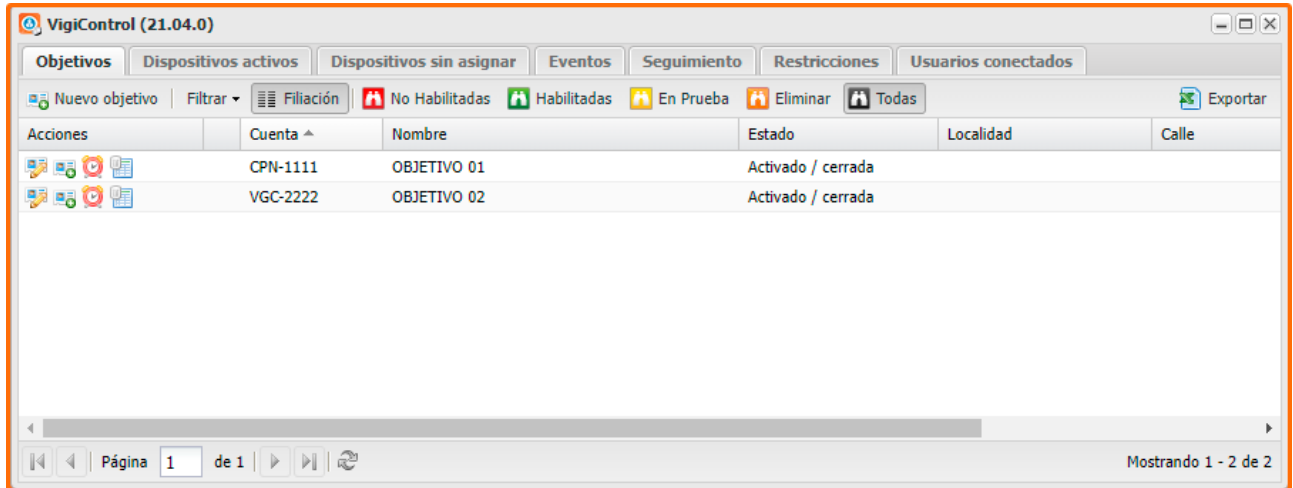 VigiControl (21.04.0)
Objetivos Dispositivos activos Dispositivos sin asignar Eventos Seguimiento Restricciones Usuarios conectados
Nuevo objetivo Filtrar Filiación No Habilitadas Habilitadas En Prueba Eliminar Todas Exportar
Acciones Cuenta Nombre Estado Localidad Calle
CPN-1111 OBJETIVO 01 Activado / cerrada
VGC-2222 OBJETIVO 02 Activado / cerrada
Página 1 de 1 Mostrando 1 - 2 de 2